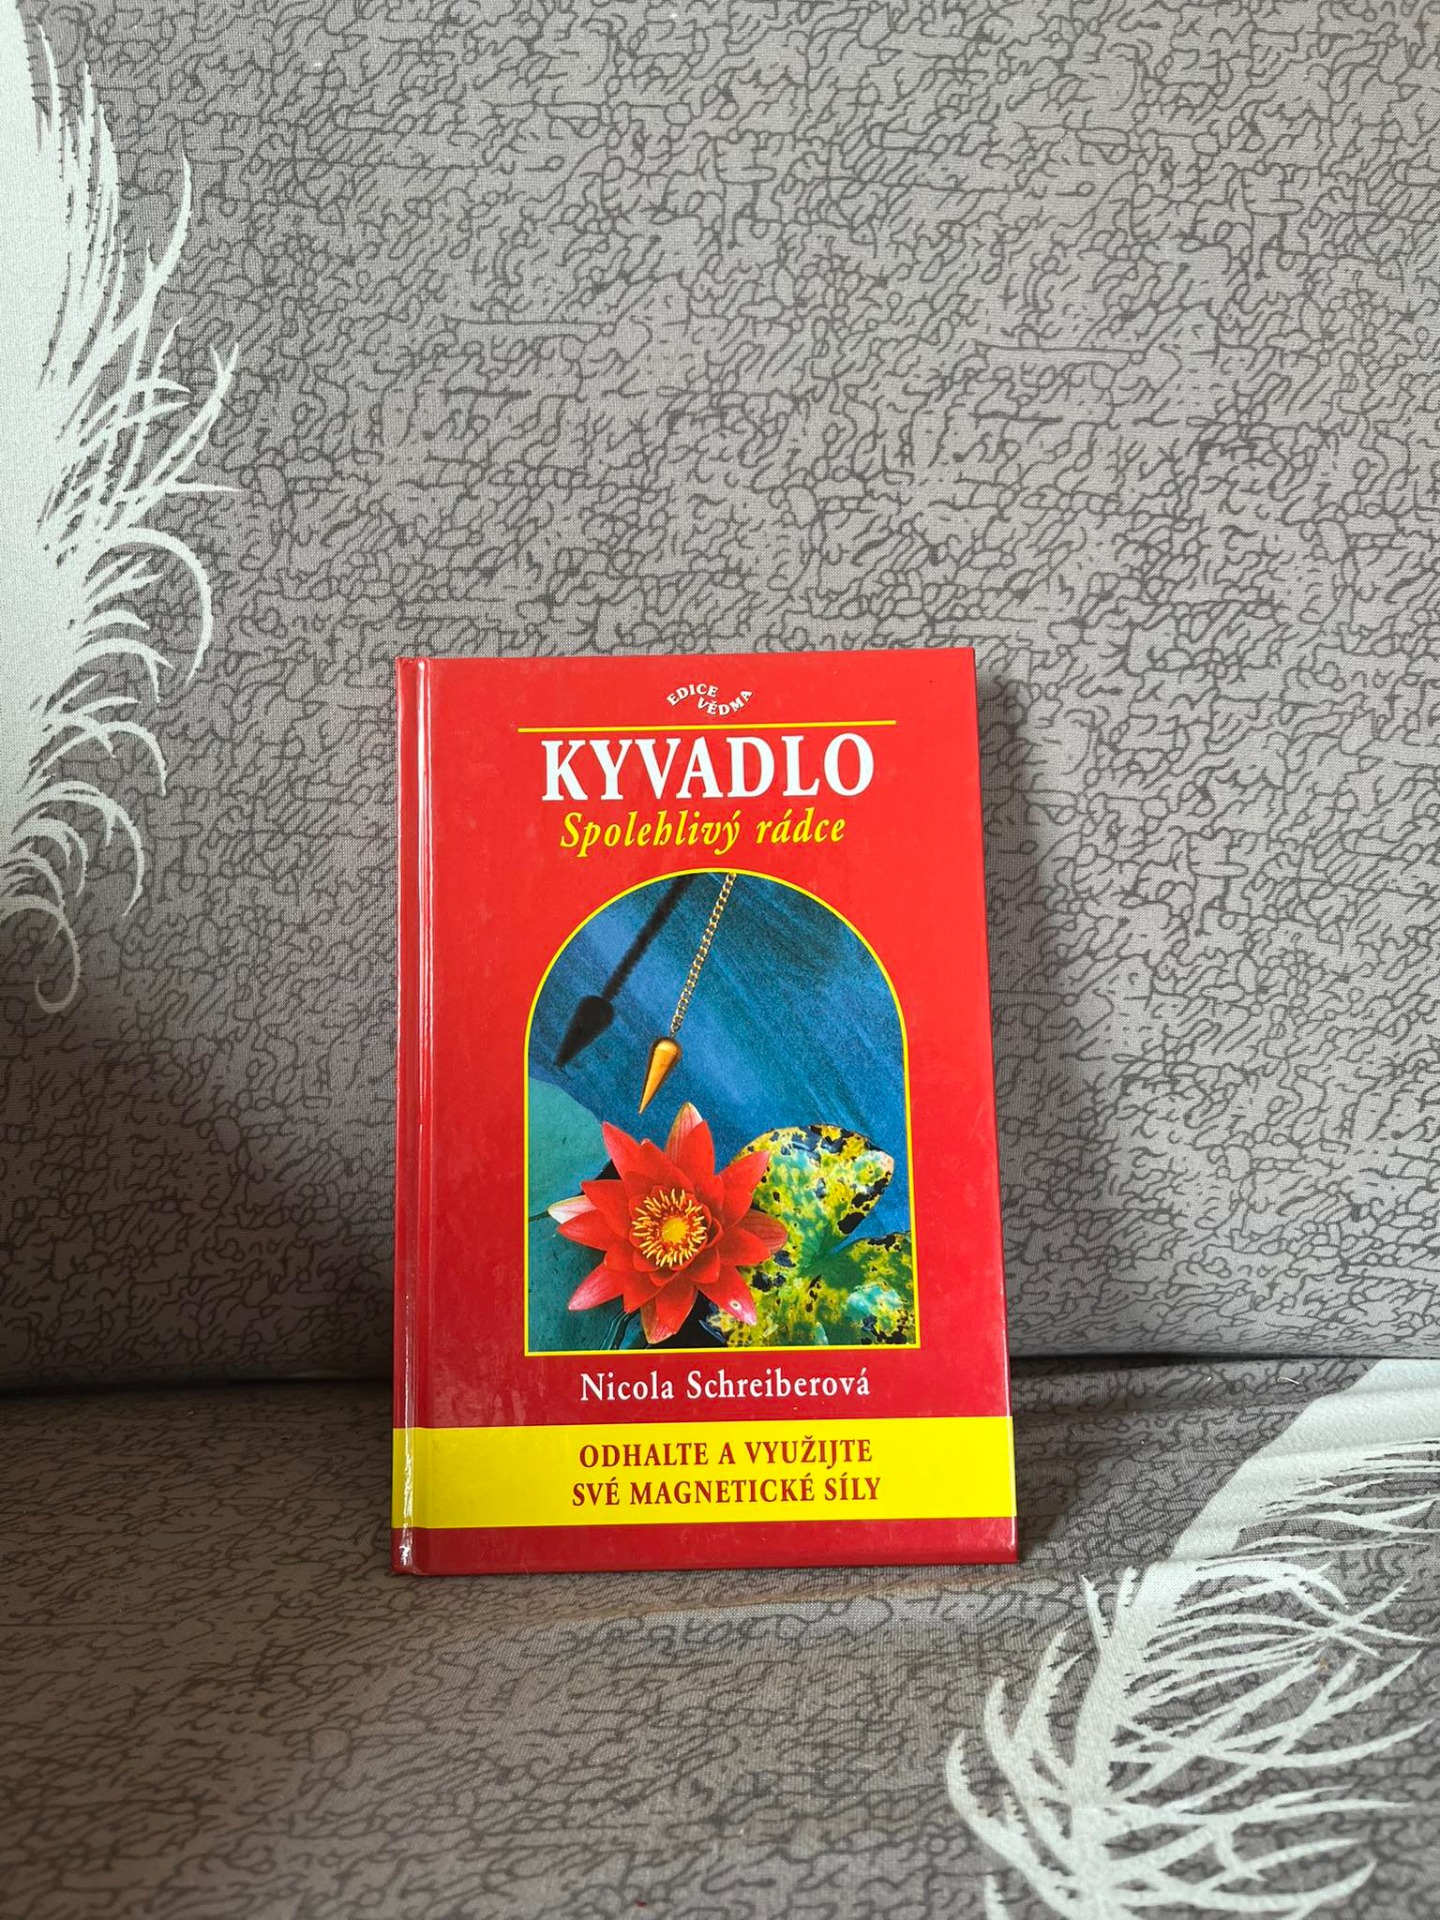 EDICE
VĚDMA
KYVADLO
Spolehlivý rádce
Nicola Schreiberová
ODHALTE A VYUŽIJTE
SVÉ MAGNETICKÉ SÍLY